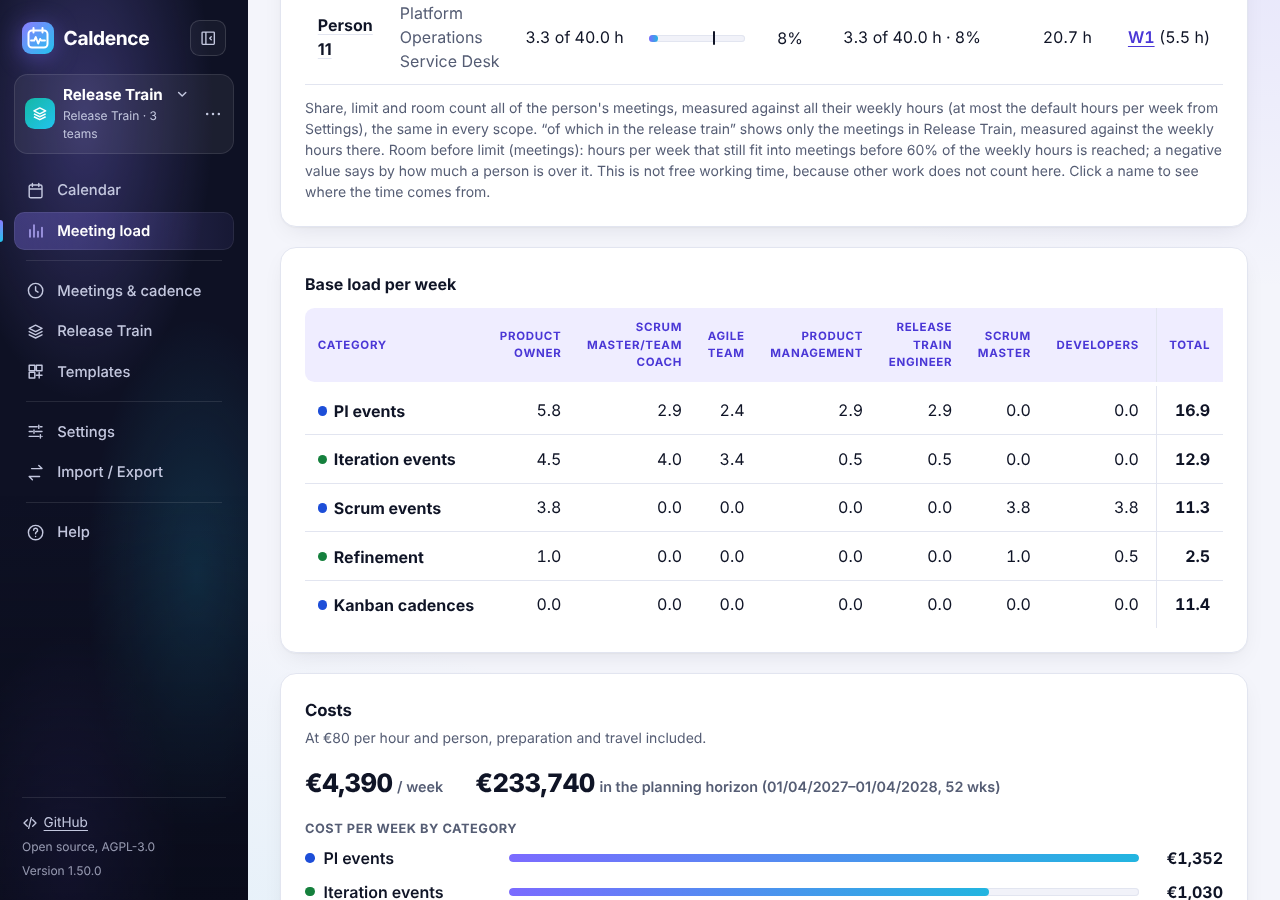 Caldence
Release Train
Release Train · 3
teams
Calendar
Meeting load
Meetings & cadence
Release Train
Templates
Settings
Import / Export
Help
GitHub
Open source, AGPL-3.0
Version 1.50.0
Person
11
Platform
Operations
Service Desk
3.3 of 40.0 h
8%
3.3 of 40.0 h · 8%
20.7 h
W1 (5.5 h)
Share, limit and room count all of the person's meetings, measured against all their weekly hours (at most the default hours per week from
Settings), the same in every scope. “of which in the release train” shows only the meetings in Release Train, measured against the weekly
hours there. Room before limit (meetings): hours per week that still fit into meetings before 60% of the weekly hours is reached; a negative
value says by how much a person is over it. This is not free working time, because other work does not count here. Click a name to see
where the time comes from.
Base load per week
CATEGORY
PRODUCT
OWNER
SCRUM
MASTER/TEAM
COACH
AGILE
TEAM
PRODUCT
MANAGEMENT
RELEASE
TRAIN
ENGINEER
SCRUM
MASTER
DEVELOPERS
TOTAL
PI events 5.8 2.9 2.4 2.9 2.9 0.0 0.0 16.9
Iteration events 4.5 4.0 3.4 0.5 0.5 0.0 0.0 12.9
Scrum events 3.8 0.0 0.0 0.0 0.0 3.8 3.8 11.3
Refinement 1.0 0.0 0.0 0.0 0.0 1.0 0.5 2.5
Kanban cadences 0.0 0.0 0.0 0.0 0.0 0.0 0.0 11.4
Costs
At €80 per hour and person, preparation and travel included.
€4,390 / week €233,740 in the planning horizon (01/04/2027–01/04/2028, 52 wks)
COST PER WEEK BY CATEGORY
PI events €1,352
Iteration events €1,030